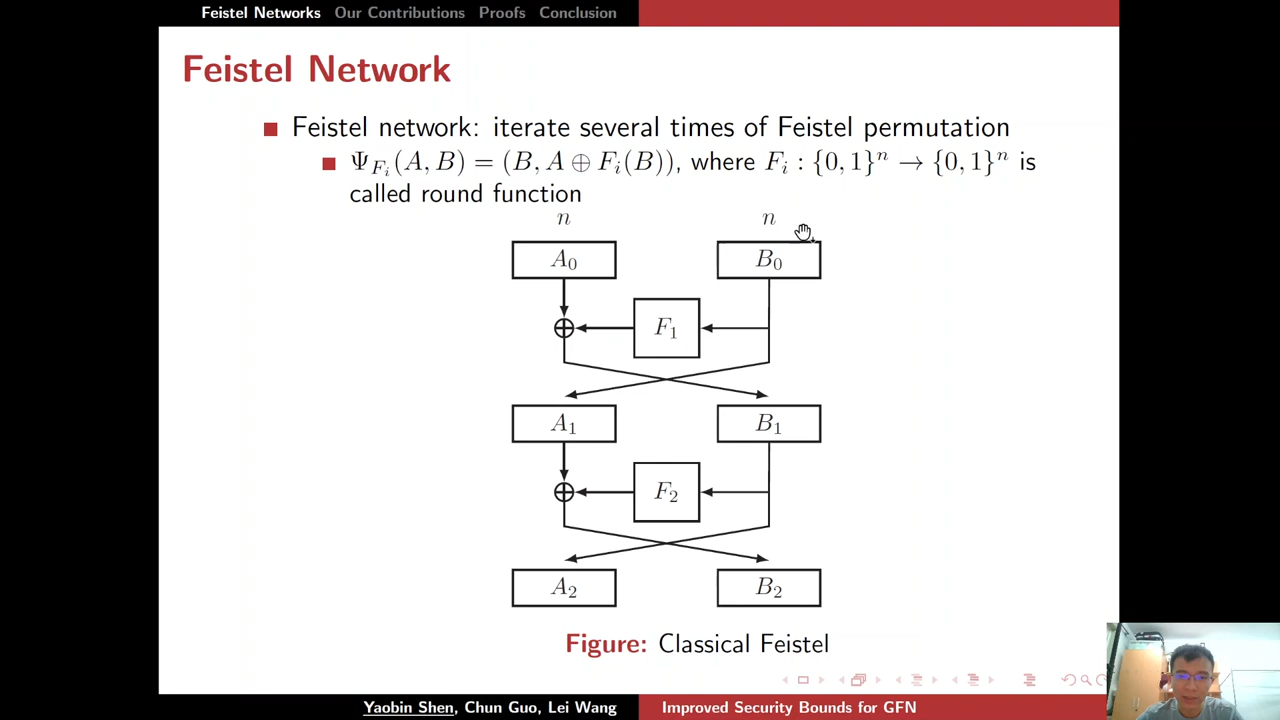 Feistel Networks Our Contributions Proofs Conclusion
Feistel Network
Feistel network: iterate several times of Feistel permutation
Ψ_{F_i}(A, B) = (B, A ⊕ F_i(B)), where F_i : {0, 1}^n → {0, 1}^n is
called round function
n n
A_0 B_0
F_1
A_1 B_1
F_2
A_2 B_2
Figure: Classical Feistel
Yaobin Shen, Chun Guo, Lei Wang Improved Security Bounds for GFN